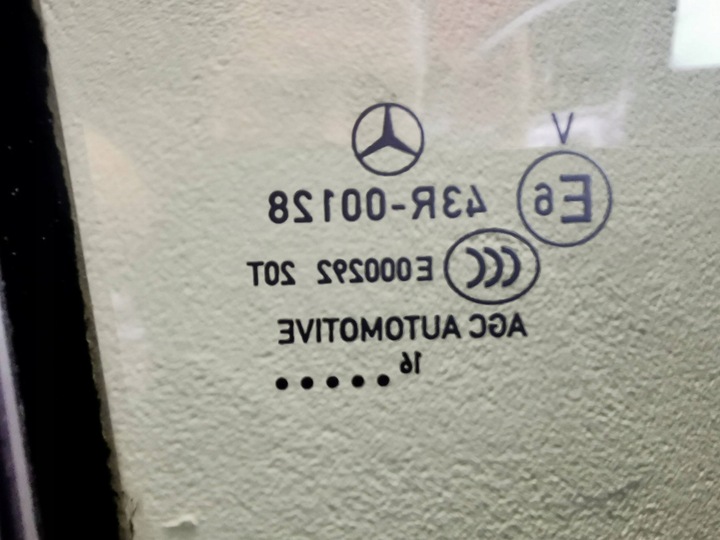 V
E6 43R-00128
CCC E000292 20T
AGC AUTOMOTIVE
16
•••••